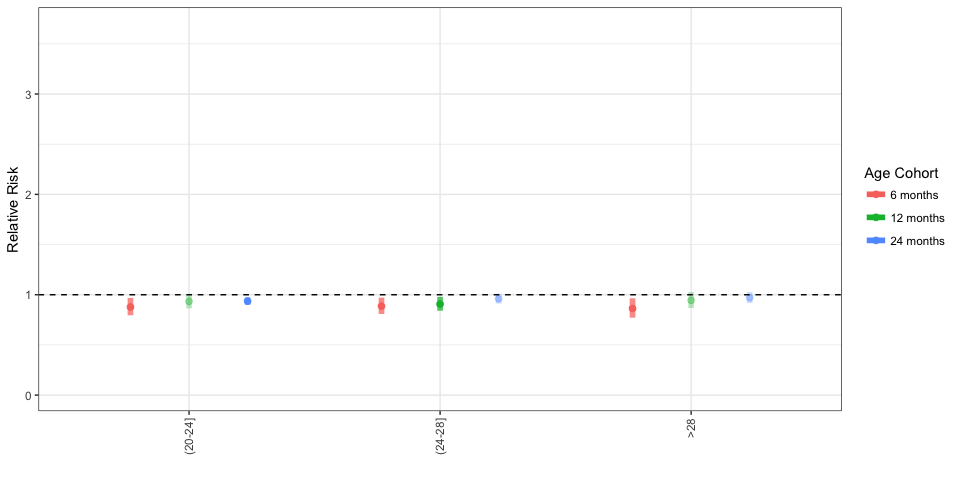 Relative Risk
3
2
1
0
(20-24]
(24-28]
>28
Age Cohort
6 months
12 months
24 months